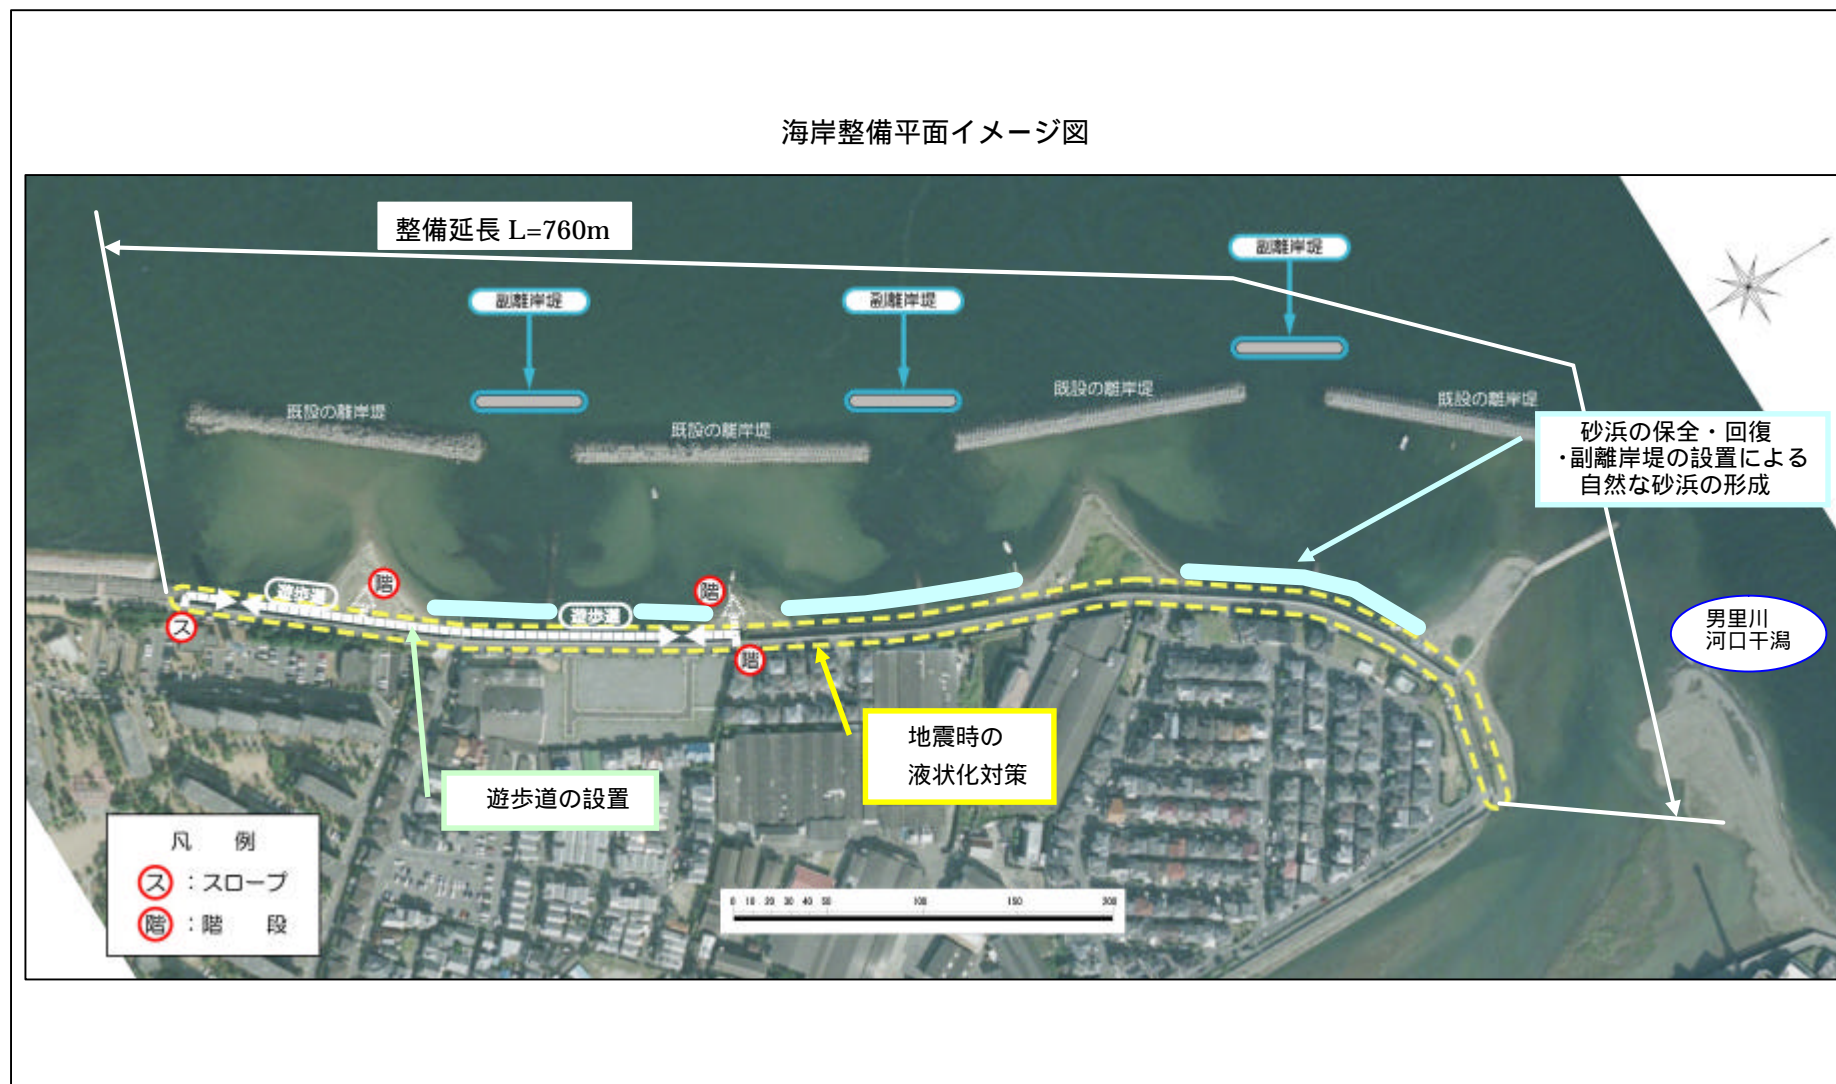 海岸整備平面イメージ図
整備延長 L=760m
副離岸堤
副離岸堤
副離岸堤
既設の離岸堤
既設の離岸堤
既設の離岸堤
既設の離岸堤
砂浜の保全・回復
・副離岸堤の設置による
自然な砂浜の形成
遊歩道
階
階
遊歩道
ス
階
男里川
河口干潟
地震時の
液状化対策
遊歩道の設置
凡 例
ス：スロープ
階：階 段
0 10 20 30 40 50 100 150 200